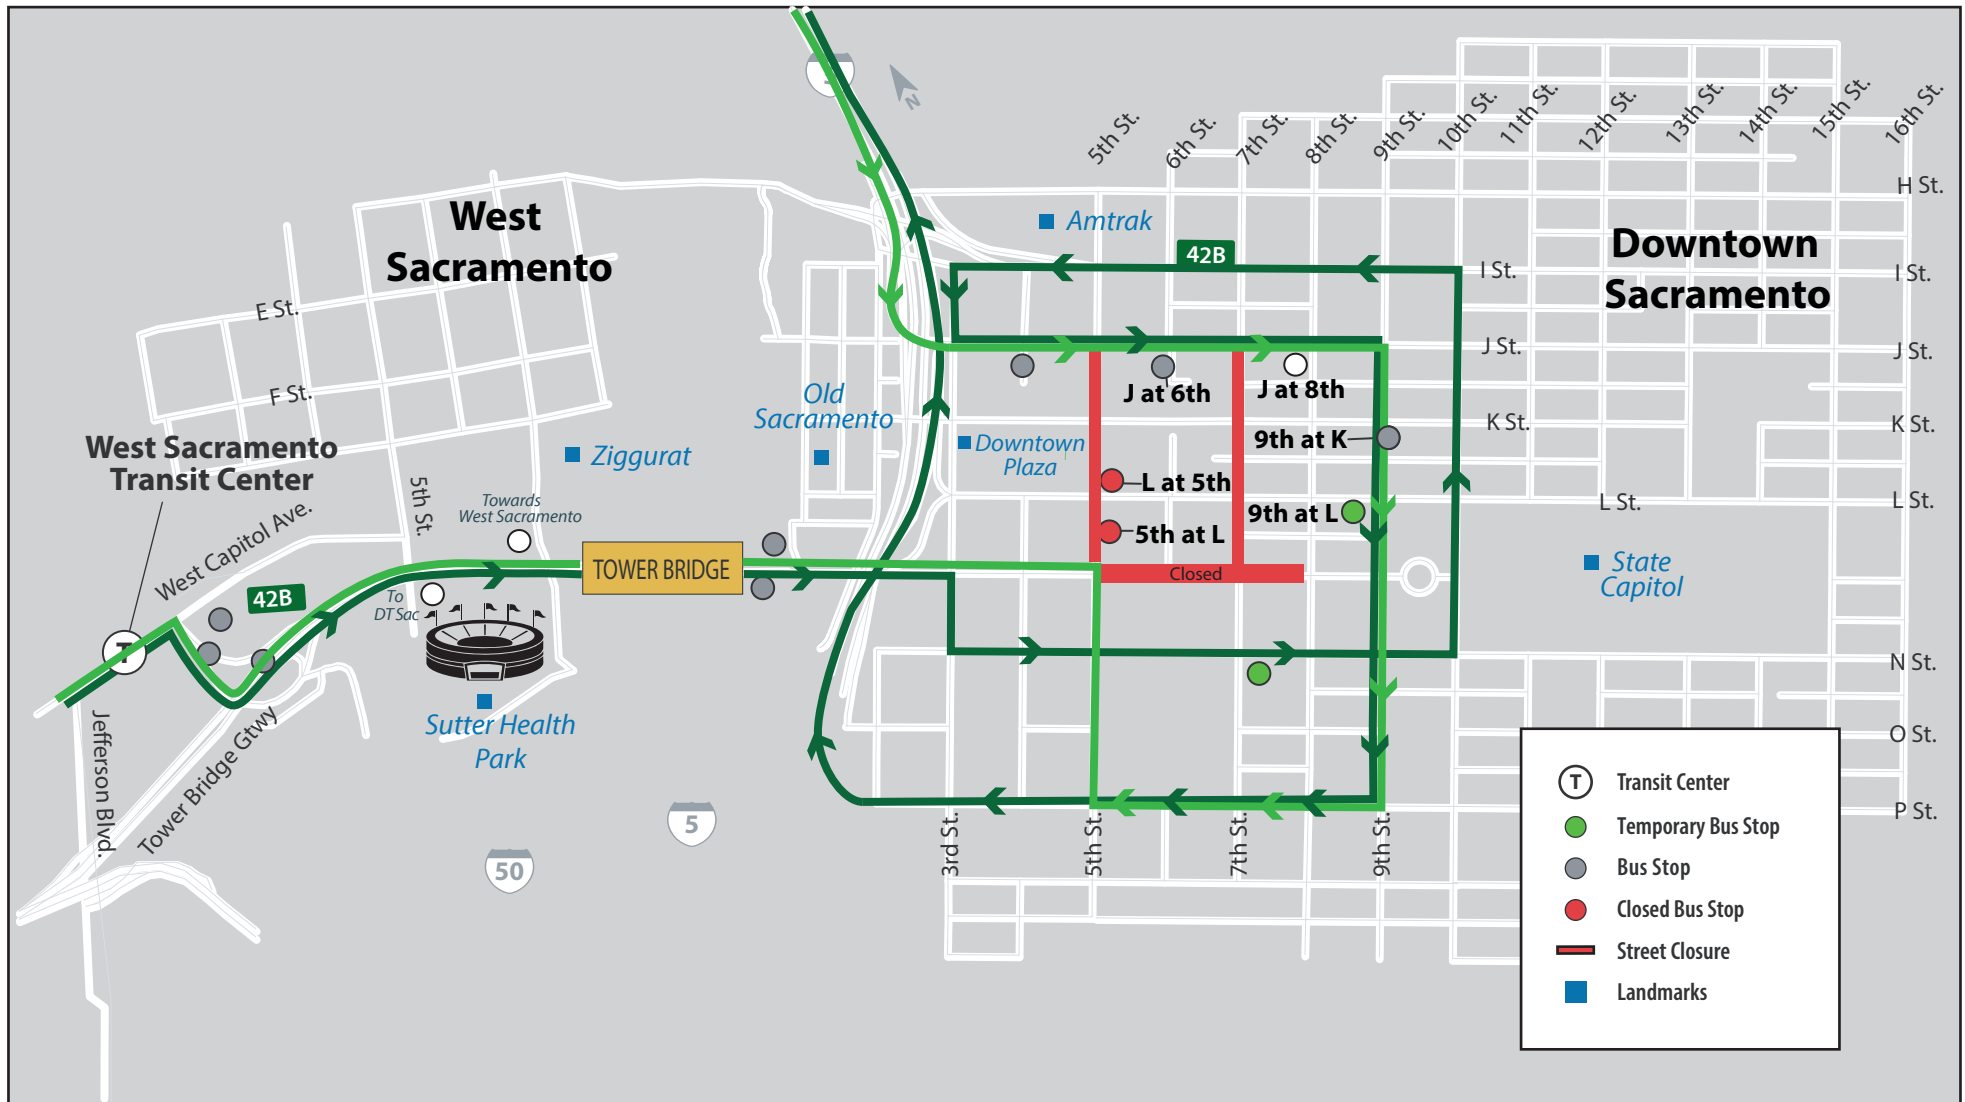 N
5th St.
6th St.
7th St.
8th St.
9th St.
10th St.
11th St.
12th St.
13th St.
14th St.
15th St.
16th St.
H St.
West
Sacramento
Amtrak
42B
Downtown
Sacramento
I St.
I St.
E St.
F St.
J St.
J St.
J at 6th
J at 8th
Old
Sacramento
K St.
K St.
9th at K
Downtown
Plaza
West Sacramento
Transit Center
Ziggurat
L at 5th
9th at L
5th at L
L St.
L St.
5th St.
Towards
West Sacramento
West Capitol Ave.
TOWER BRIDGE
Closed
State
Capitol
42B
To
DT Sac
T
N St.
Sutter Health
Park
Jefferson Blvd.
Tower Bridge Gtwy
O St.
P St.
5
50
3rd St.
5th St.
7th St.
9th St.
T
Transit Center
Temporary Bus Stop
Bus Stop
Closed Bus Stop
Street Closure
Landmarks